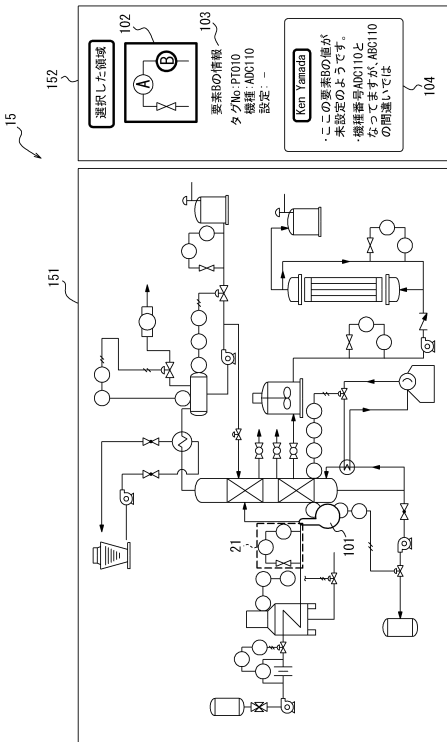 15
152
選択した領域
102
A
B
103
要素Bの情報
タグNo:PT010
機種:ADC110
設定: -
Ken Yamada
・ここの要素Bの値が
未設定のようです。
・機種番号ADC110と
なってますが、ABC110
の間違いでは
104
151
21
101